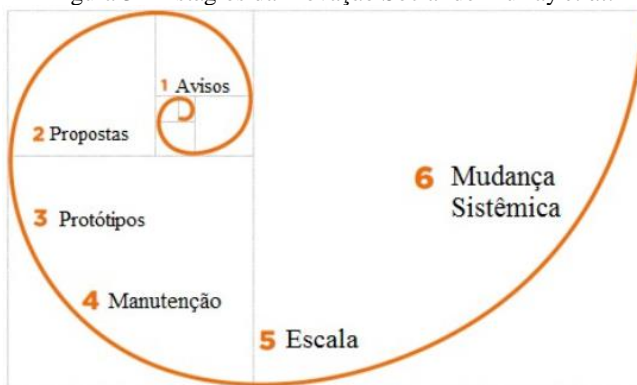 1 Avisos
2 Propostas
3 Protótipos
4 Manutenção
5 Escala
6 Mudança
Sistêmica